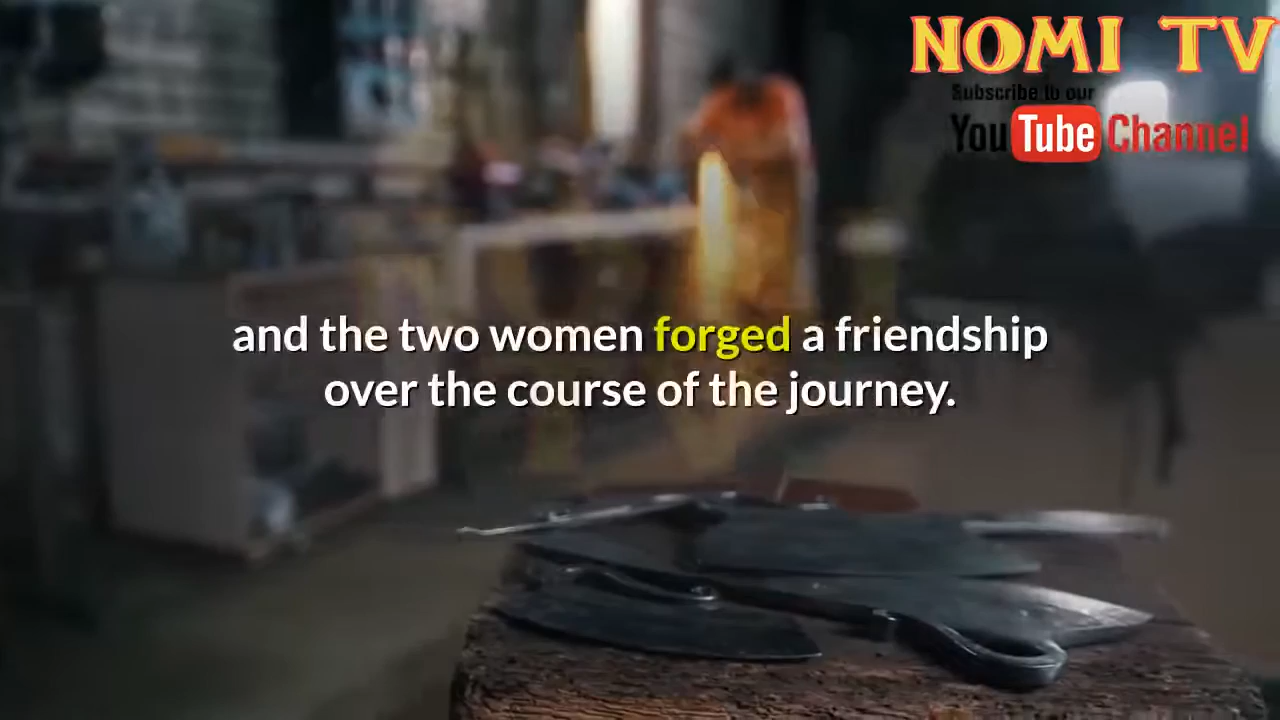 NOMI TV
Subscribe to our
YouTube Channel
and the two women forged a friendship
over the course of the journey.